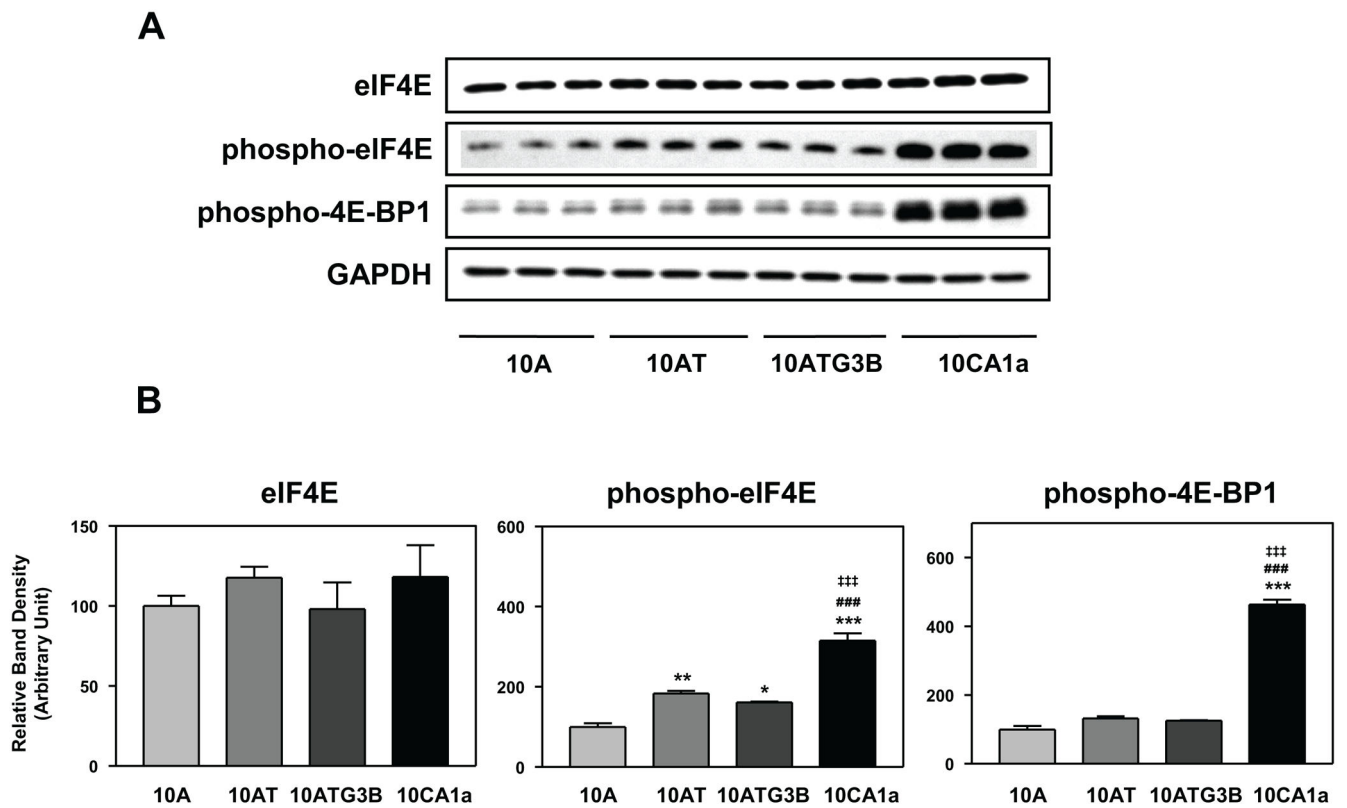 A
eIF4E
phospho-eIF4E
phospho-4E-BP1
GAPDH
10A 10AT 10ATG3B 10CA1a
B
eIF4E phospho-eIF4E phospho-4E-BP1
Relative Band Density
(Arbitrary Unit)
150
100
50
0
10A 10AT 10ATG3B 10CA1a
600
400
200
0
‡‡‡
###
***
**
*
10A 10AT 10ATG3B 10CA1a
600
400
200
0
‡‡‡
###
***
10A 10AT 10ATG3B 10CA1a